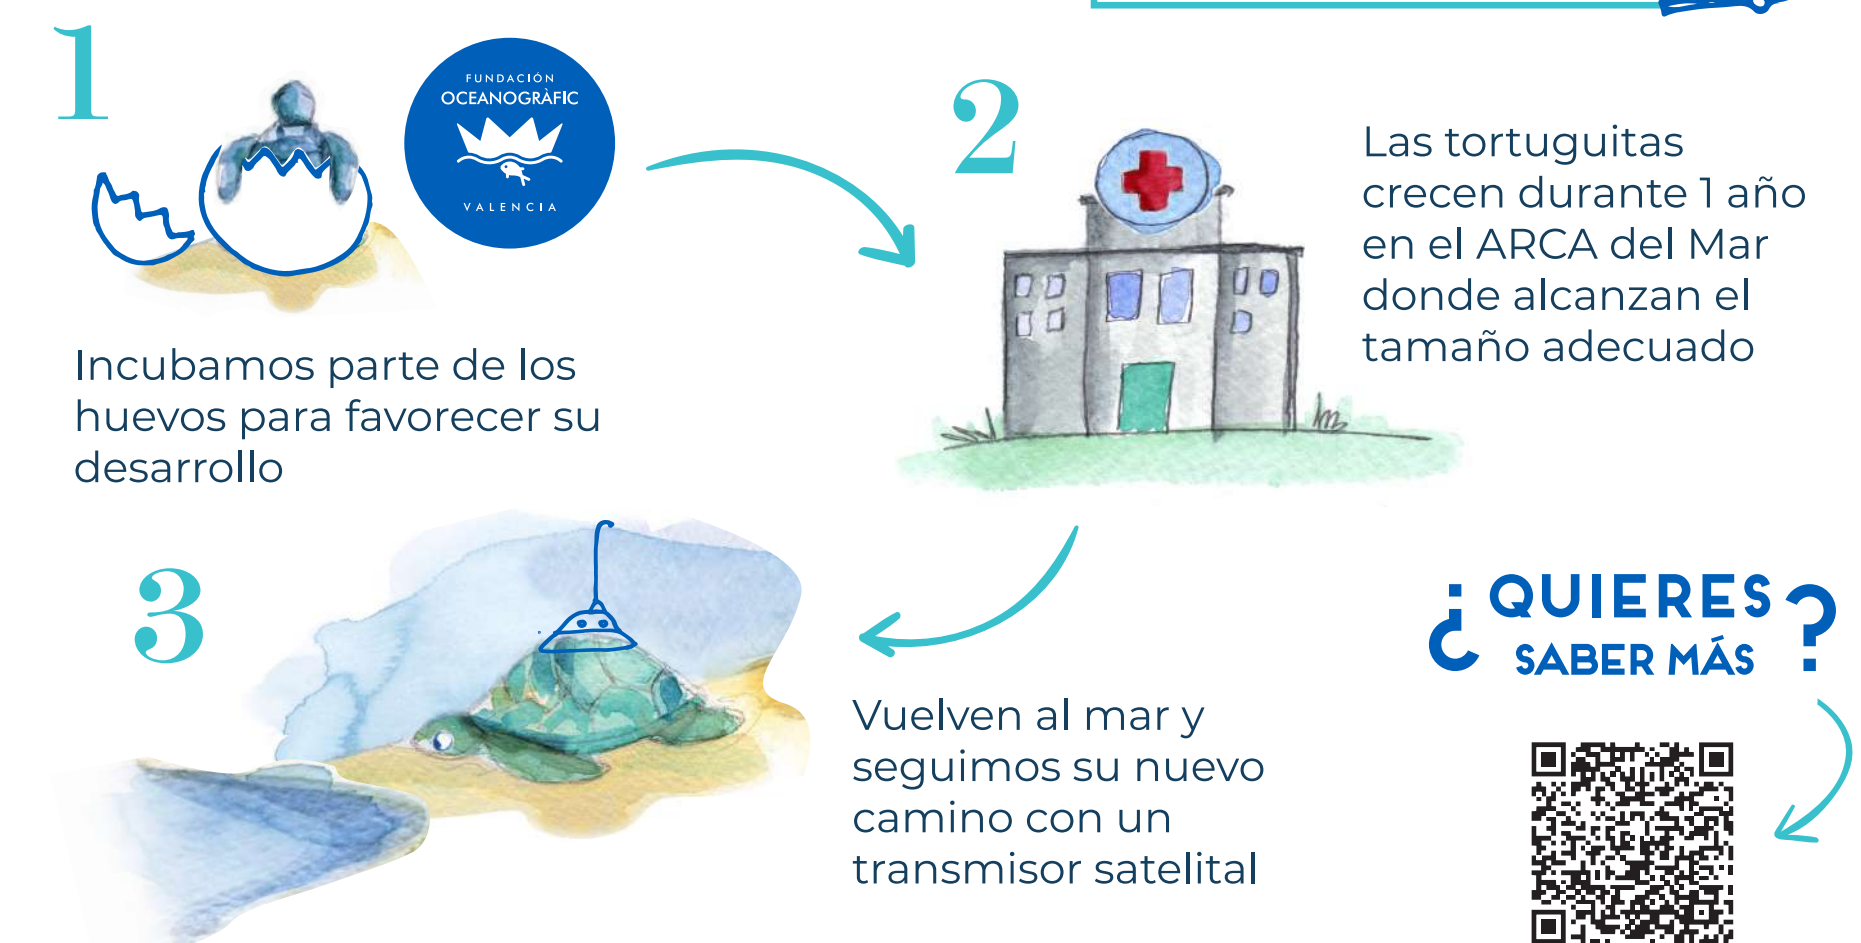 1
FUNDACIÓN
OCEANOGRÀFIC
VALENCIA
Incubamos parte de los
huevos para favorecer su
desarrollo
2
Las tortuguitas
crecen durante 1 año
en el ARCA del Mar
donde alcanzan el
tamaño adecuado
3
Vuelven al mar y
seguimos su nuevo
camino con un
transmisor satelital
¿QUIERES
SABER MÁS?